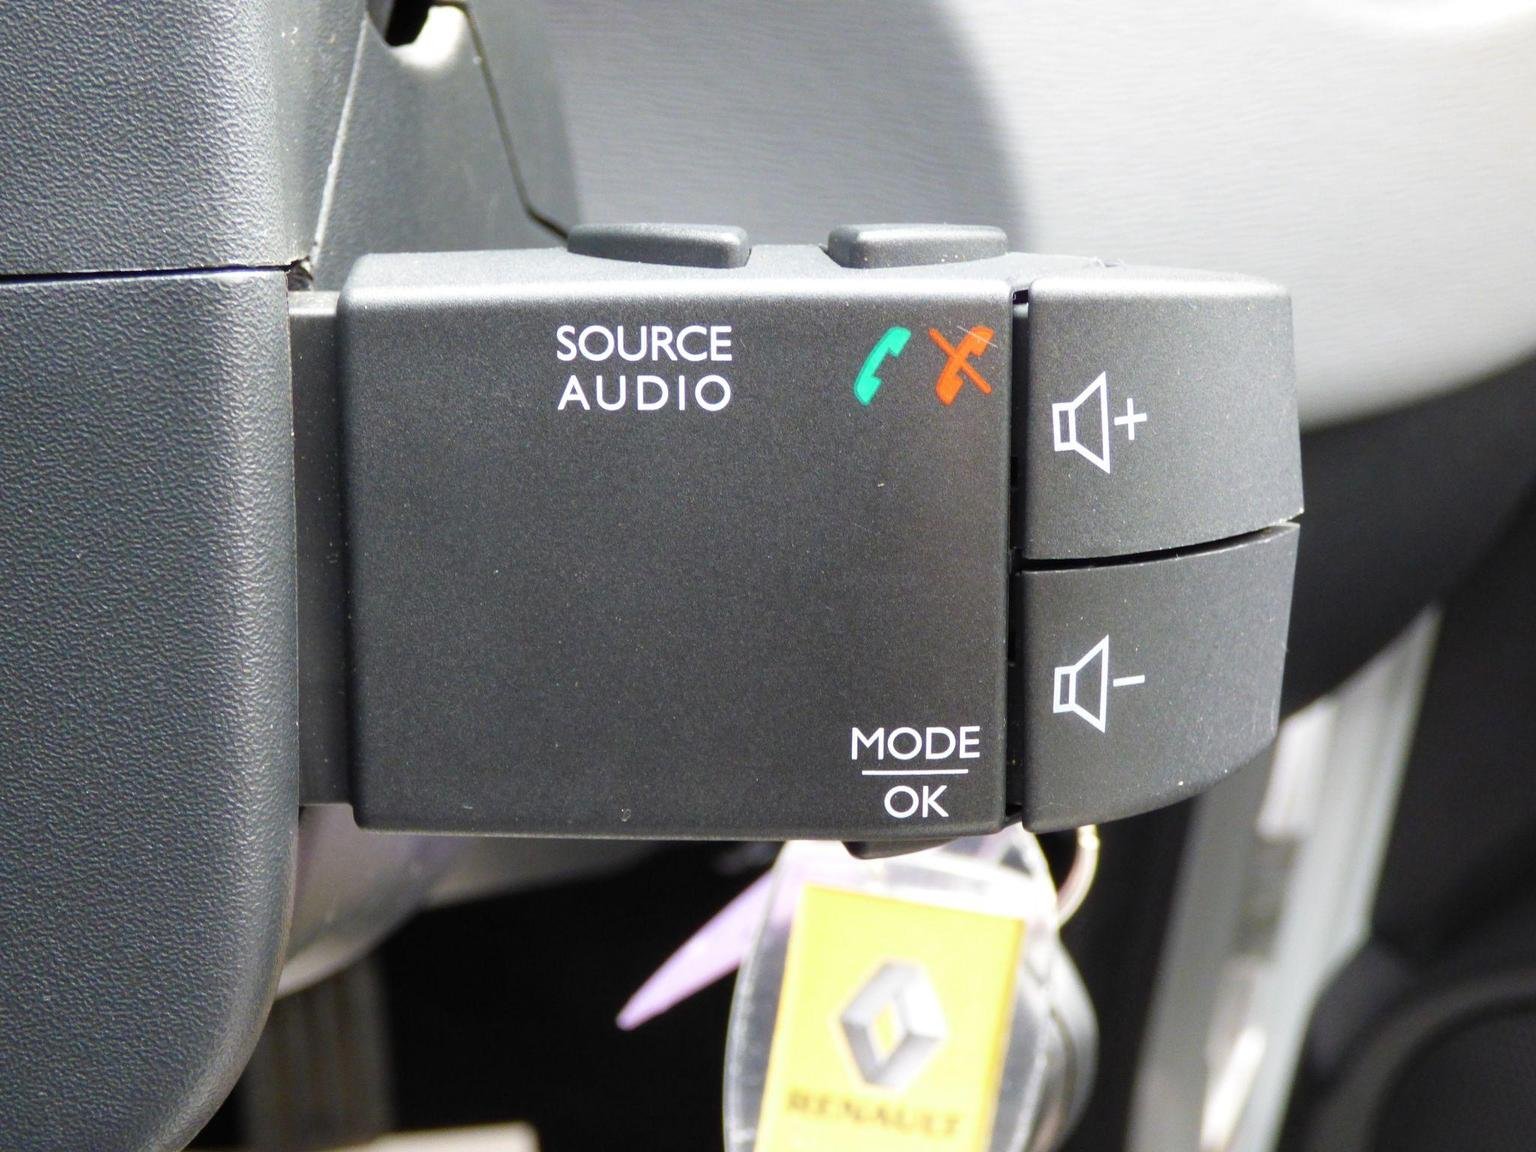 SOURCE
AUDIO
+
-
MODE
OK
RENAULT